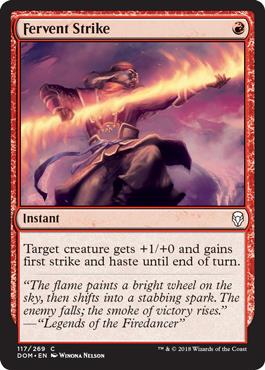 Fervent Strike
Instant
Target creature gets +1/+0 and gains
first strike and haste until end of turn.
“The flame paints a bright wheel on the
sky, then shifts into a stabbing spark. The
enemy falls; the smoke of victory rises.”
—“Legends of the Firedancer”
117/269 C
DOM • EN Winona Nelson
™ & © 2018 Wizards of the Coast